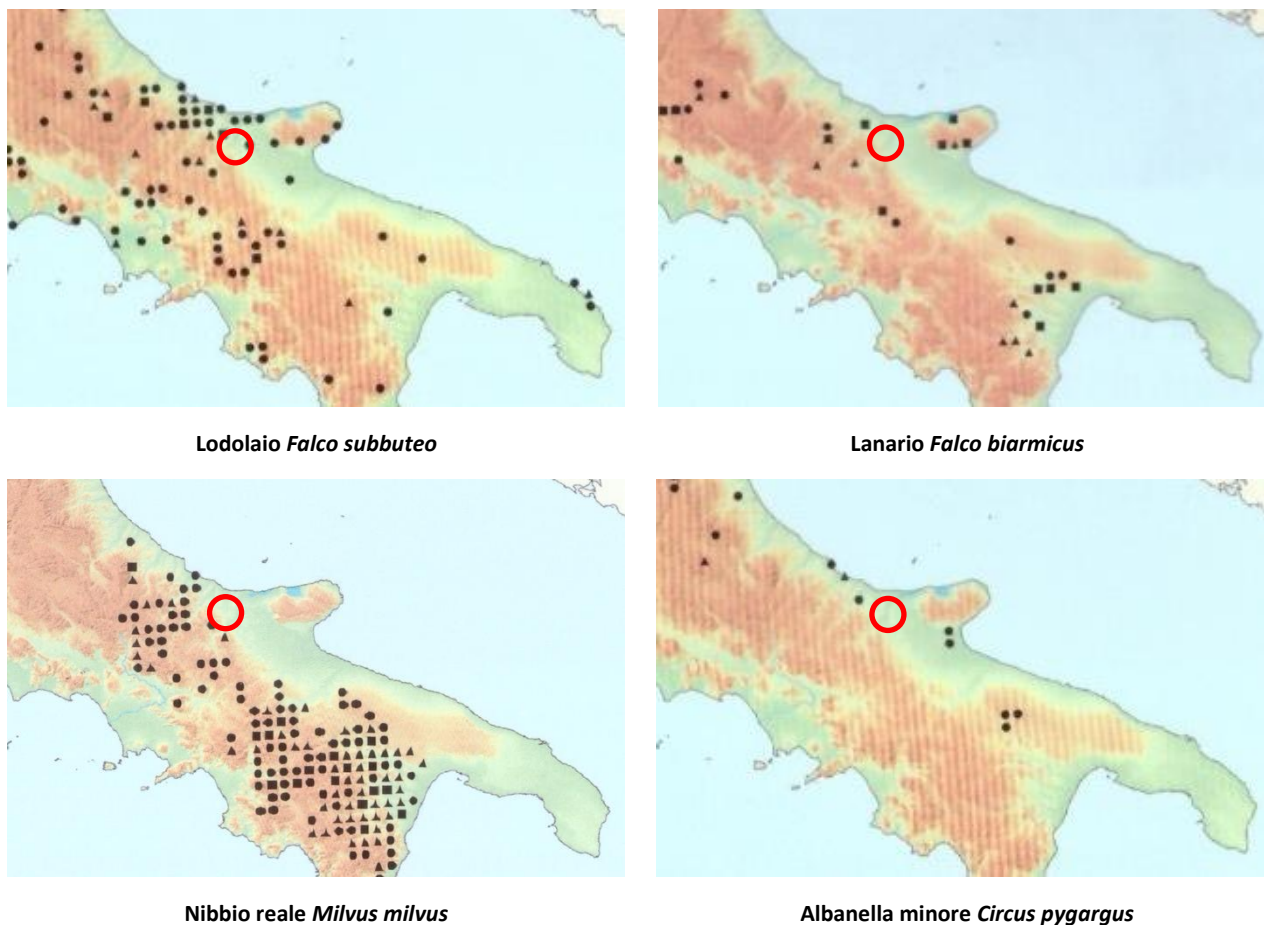 Lodolaio Falco subbuteo
Lanario Falco biarmicus
Nibbio reale Milvus milvus
Albanella minore Circus pygargus